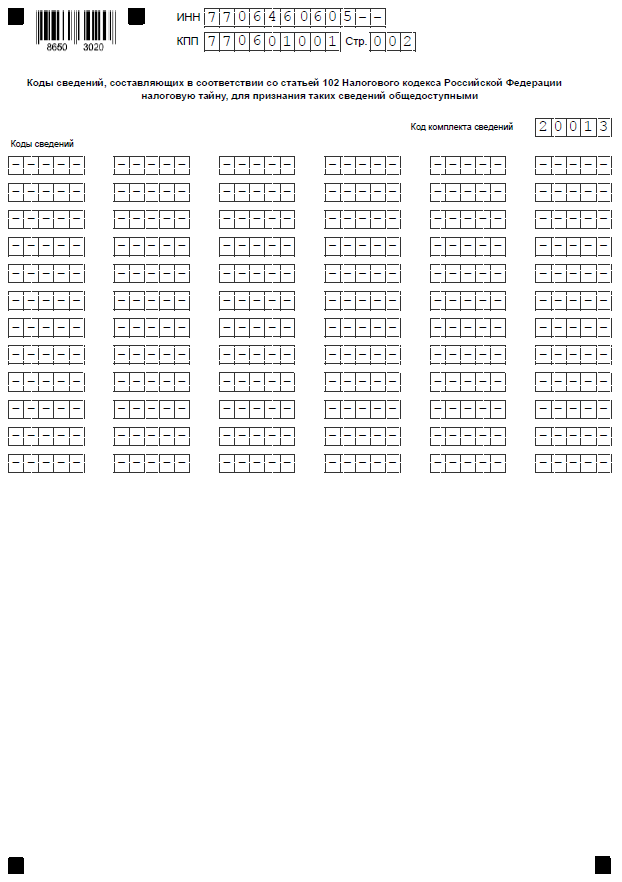 ИНН 7706460605--
8650 3020
КПП 770601001 Стр. 002
Коды сведений, составляющих в соответствии со статьей 102 Налогового кодекса Российской Федерации
налоговую тайну, для признания таких сведений общедоступными
Код комплекта сведений 20013
Коды сведений
----- ----- ----- ----- ----- -----
----- ----- ----- ----- ----- -----
----- ----- ----- ----- ----- -----
----- ----- ----- ----- ----- -----
----- ----- ----- ----- ----- -----
----- ----- ----- ----- ----- -----
----- ----- ----- ----- ----- -----
----- ----- ----- ----- ----- -----
----- ----- ----- ----- ----- -----
----- ----- ----- ----- ----- -----
----- ----- ----- ----- ----- -----
----- ----- ----- ----- ----- -----